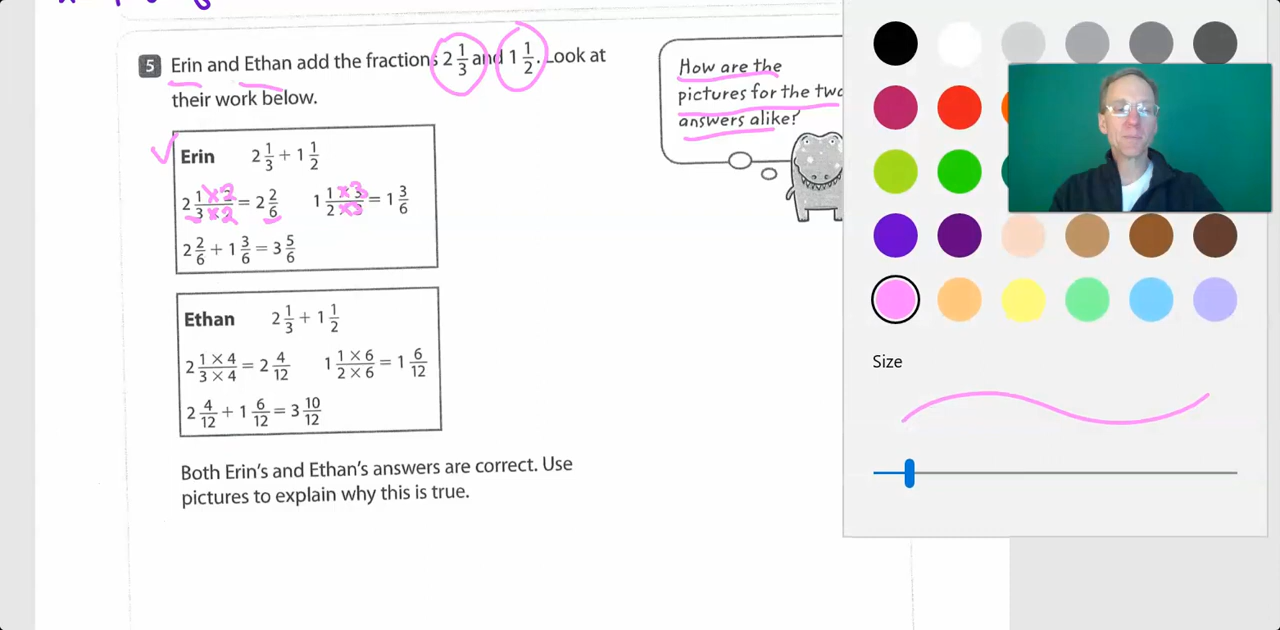 5 Erin and Ethan add the fractions 2 1/3 and 1 1/2. Look at
their work below.
How are the
pictures for the two
answers alike?
Erin 2 1/3 + 1 1/2
2 1×2/3×2 = 2 2/6 1 1×3/2×3 = 1 3/6
2 2/6 + 1 3/6 = 3 5/6
Ethan 2 1/3 + 1 1/2
2 1×4/3×4 = 2 4/12 1 1×6/2×6 = 1 6/12
2 4/12 + 1 6/12 = 3 10/12
Both Erin's and Ethan's answers are correct. Use
pictures to explain why this is true.
Size